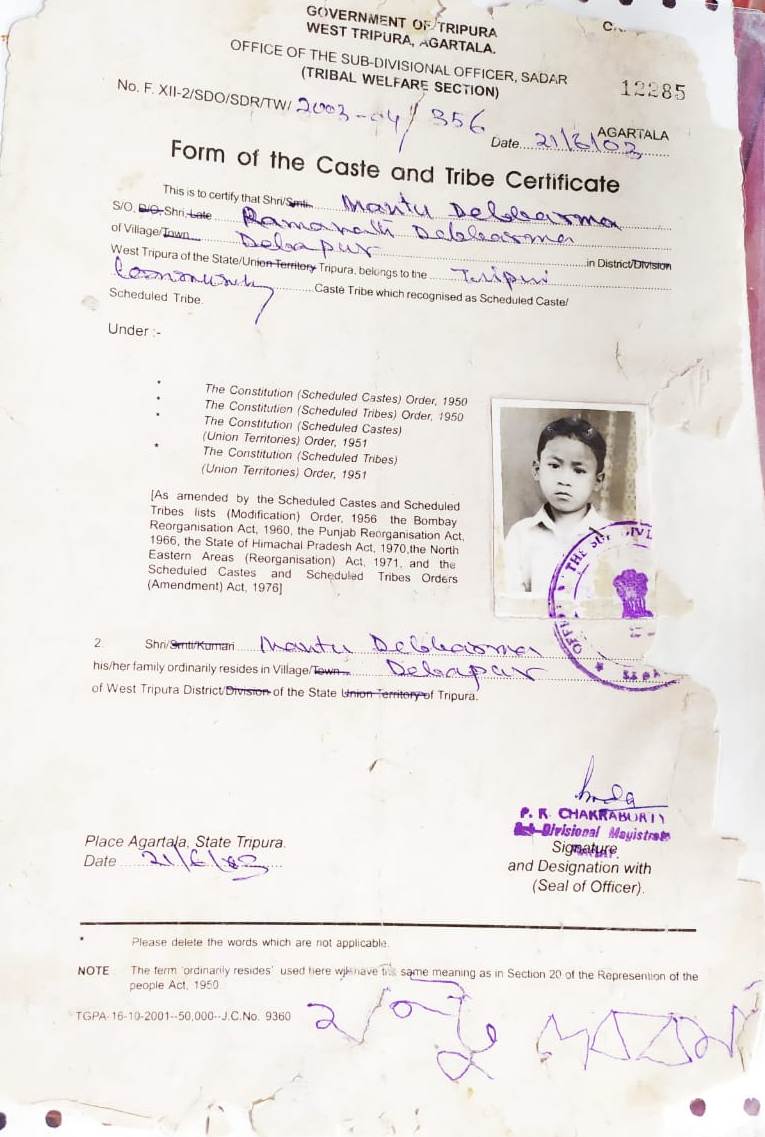 GOVERNMENT OF TRIPURA
WEST TRIPURA, AGARTALA.
OFFICE OF THE SUB-DIVISIONAL OFFICER, SADAR
(TRIBAL WELFARE SECTION)
12285
No. F. XII-2/SDO/SDR/TW/ 2003-04/ 356
AGARTALA
Date 21/6/03
Form of the Caste and Tribe Certificate
This is to certify that Shri/Smti. Mantu Debbarma
S/O. D/O. Shri, Late Ramanath Debbarma
of Village/Town Debapur in District/Division
West Tripura of the State/Union Territory Tripura, belongs to the Tripuri
Community Caste Tribe which recognised as Scheduled Caste/
Scheduled Tribe.
Under :-
* The Constitution (Scheduled Castes) Order, 1950
* The Constitution (Scheduled Tribes) Order, 1950
* The Constitution (Scheduled Castes)
(Union Territories) Order, 1951
* The Constitution (Scheduled Tribes)
(Union Territories) Order, 1951
[As amended by the Scheduled Castes and Scheduled
Tribes lists (Modification) Order, 1956 the Bombay
Reorganisation Act, 1960, the Punjab Reorganisation Act,
1966, the State of Himachal Pradesh Act, 1970,the North
Eastern Areas (Reorganisation) Act, 1971, and the
Scheduled Castes and Scheduled Tribes Orders
(Amendment) Act, 1976]
2. Shri/Smti/Kumari Mantu Debbarma
his/her family ordinarily resides in Village/Town Debapur
of West Tripura District/Division of the State Union Territory of Tripura.
P. K. CHAKRABORTY
Sub-Divisional Magistrate
Place Agartala, State Tripura.
Signature
Date 21/6/03
and Designation with
(Seal of Officer).
* Please delete the words which are not applicable.
NOTE The term 'ordinarily resides' used here will have the same meaning as in Section 20 of the Represention of the
people Act, 1950
TGPA-16-10-2001--50,000--J.C.No. 9360